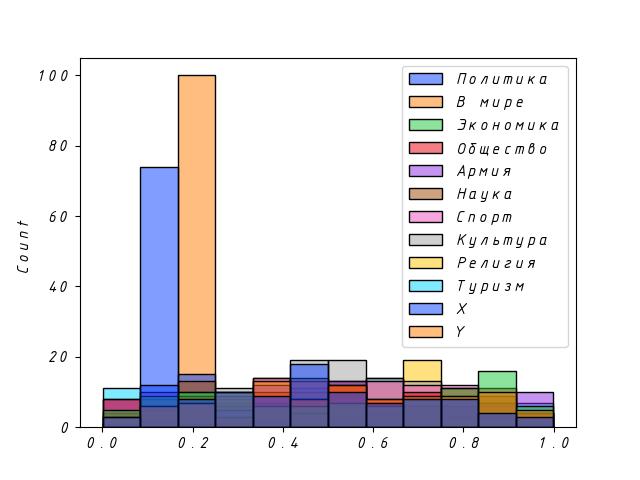 100
80
60
40
20
0
Count
0.0 0.2 0.4 0.6 0.8 1.0
Политика
В мире
Экономика
Общество
Армия
Наука
Спорт
Культура
Религия
Туризм
X
Y